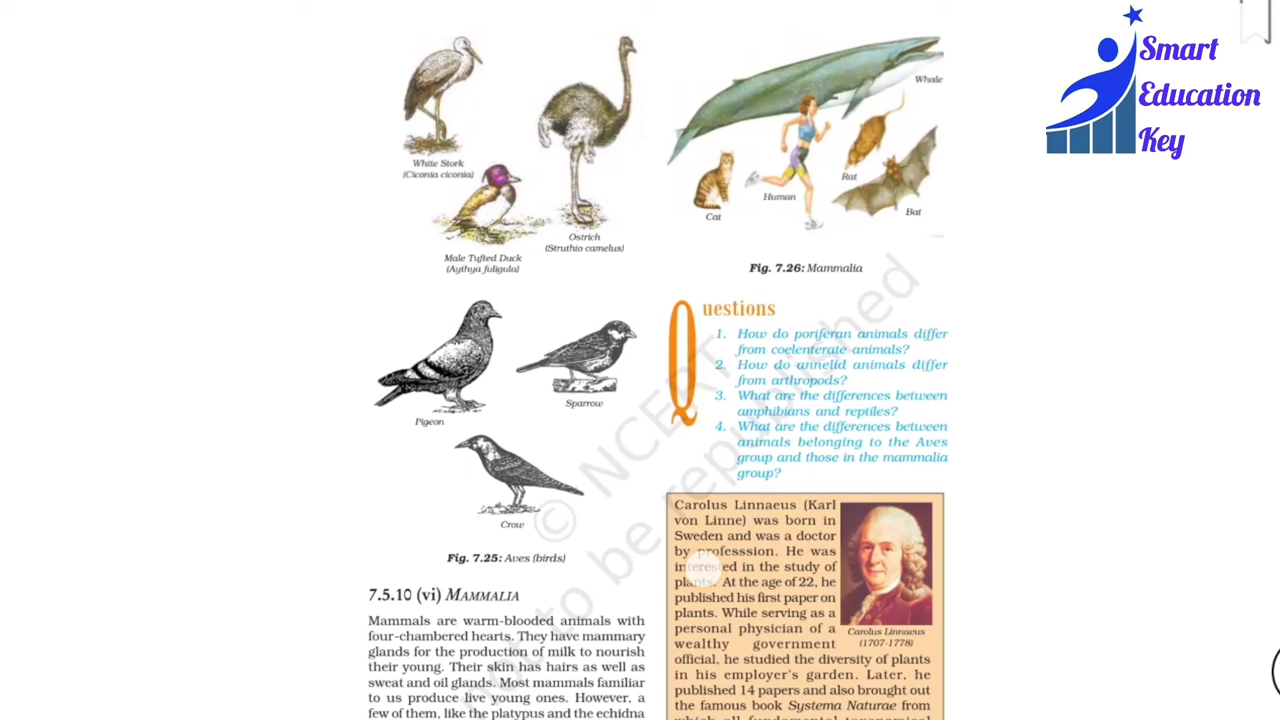 Smart
Education
Key
White Stork
(Ciconia ciconia)
Ostrich
(Struthio camelus)
Male Tufted Duck
(Aythya fuligula)
Pigeon
Sparrow
Crow
Fig. 7.25: Aves (birds)
7.5.10 (vi) MAMMALIA
Mammals are warm-blooded animals with
four-chambered hearts. They have mammary
glands for the production of milk to nourish
their young. Their skin has hairs as well as
sweat and oil glands. Most mammals familiar
to us produce live young ones. However, a
few of them, like the platypus and the echidna
Whale
Rat
Human
Cat
Bat
Fig. 7.26: Mammalia
Questions
1. How do poriferan animals differ
from coelenterate animals?
2. How do annelid animals differ
from arthropods?
3. What are the differences between
amphibians and reptiles?
4. What are the differences between
animals belonging to the Aves
group and those in the mammalia
group?
Carolus Linnaeus (Karl
von Linne) was born in
Sweden and was a doctor
by professsion. He was
interested in the study of
plants. At the age of 22, he
published his first paper on
plants. While serving as a
personal physician of a
wealthy government
official, he studied the diversity of plants
in his employer's garden. Later, he
published 14 papers and also brought out
the famous book Systema Naturae from
which all fundamental taxonomical
Carolus Linnaeus
(1707-1778)
© NCERT
not to be republished